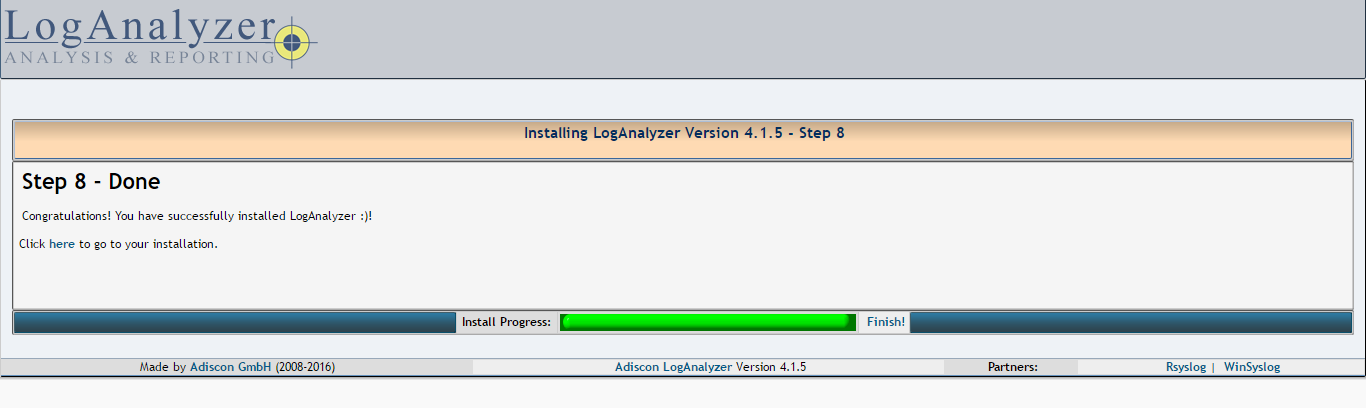 LogAnalyzer
ANALYSIS & REPORTING
Installing LogAnalyzer Version 4.1.5 - Step 8
Step 8 - Done
Congratulations! You have successfully installed LogAnalyzer :)!
Click here to go to your installation.
Install Progress: Finish!
Made by Adiscon GmbH (2008-2016) Adiscon LogAnalyzer Version 4.1.5 Partners: Rsyslog | WinSyslog